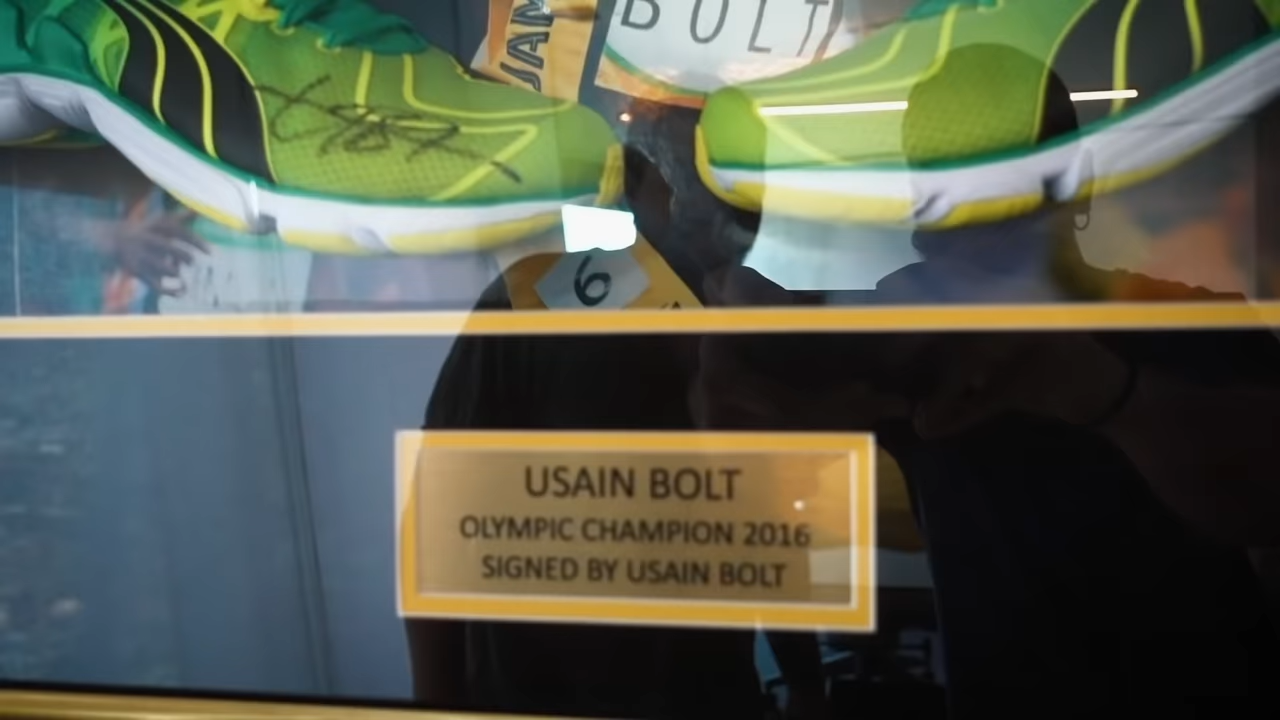 BOLT
JAM
6
USAIN BOLT
OLYMPIC CHAMPION 2016
SIGNED BY USAIN BOLT